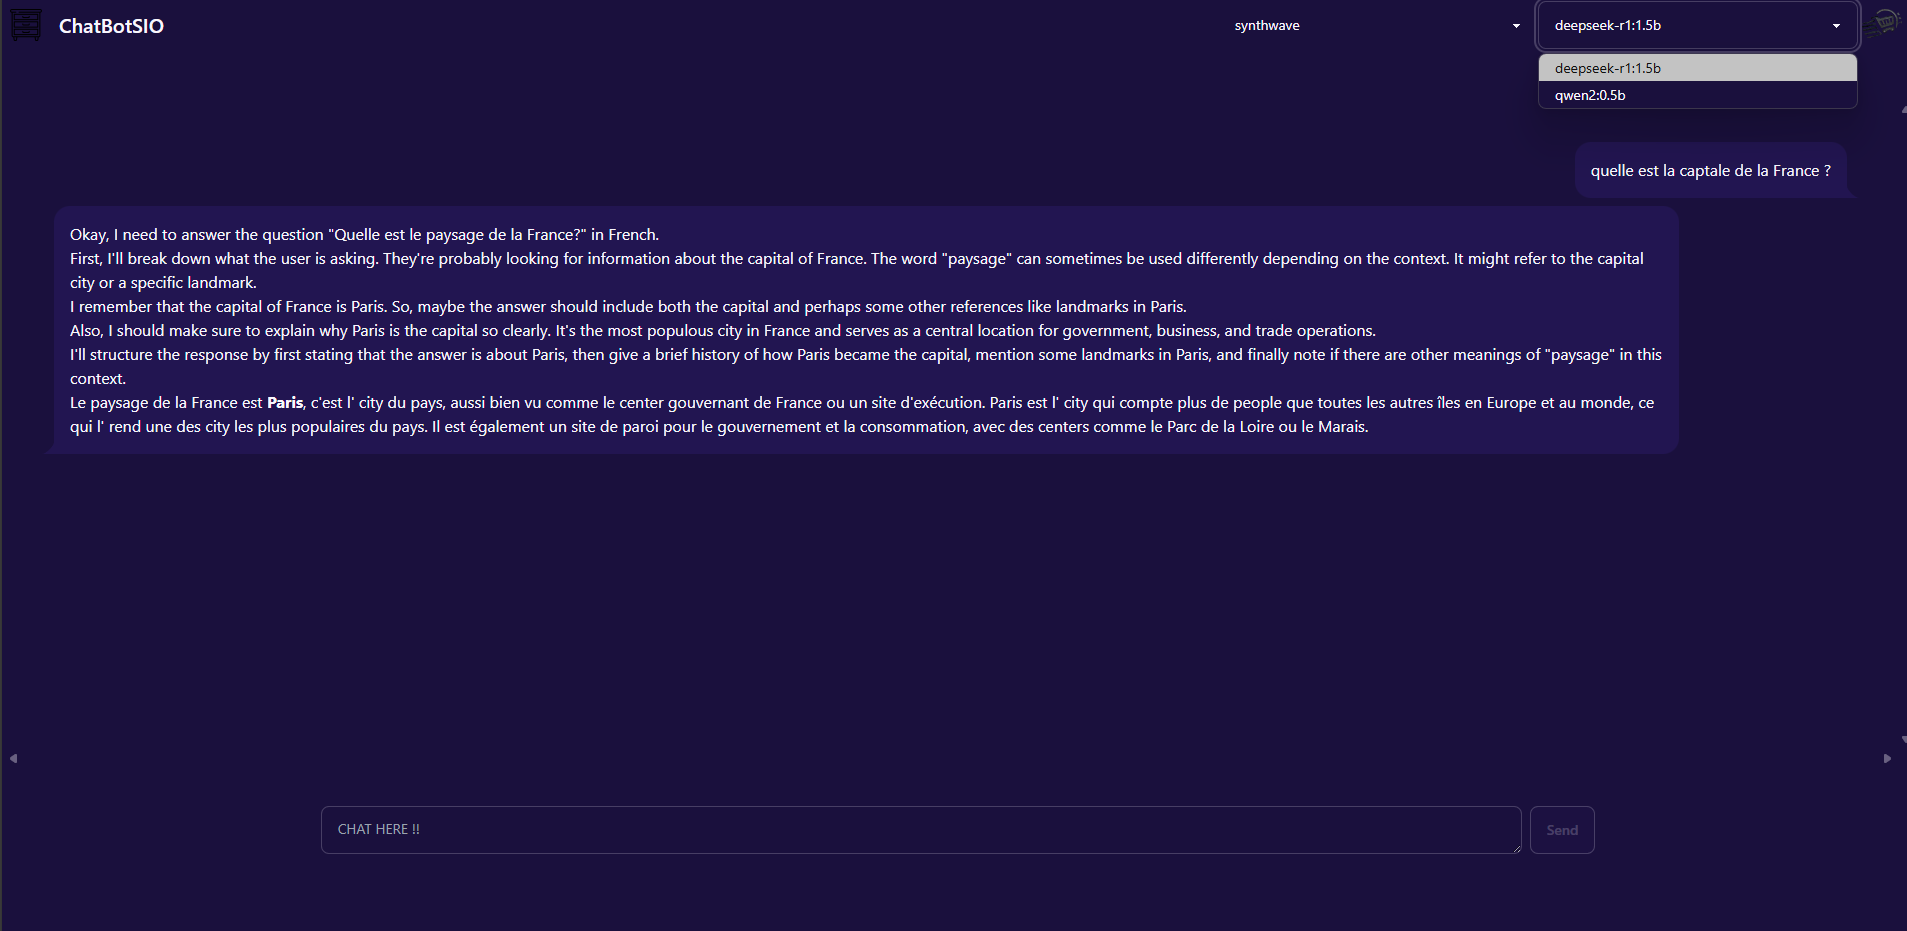 ChatBotSIO
synthwave
deepseek-r1:1.5b
deepseek-r1:1.5b
qwen2:0.5b
quelle est la captale de la France ?
Okay, I need to answer the question "Quelle est le paysage de la France?" in French.
First, I'll break down what the user is asking. They're probably looking for information about the capital of France. The word "paysage" can sometimes be used differently depending on the context. It might refer to the capital
city or a specific landmark.
I remember that the capital of France is Paris. So, maybe the answer should include both the capital and perhaps some other references like landmarks in Paris.
Also, I should make sure to explain why Paris is the capital so clearly. It's the most populous city in France and serves as a central location for government, business, and trade operations.
I'll structure the response by first stating that the answer is about Paris, then give a brief history of how Paris became the capital, mention some landmarks in Paris, and finally note if there are other meanings of "paysage" in this
context.
Le paysage de la France est Paris, c'est l' city du pays, aussi bien vu comme le center gouvernant de France ou un site d'exécution. Paris est l' city qui compte plus de people que toutes les autres îles en Europe et au monde, ce
qui l' rend une des city les plus populaires du pays. Il est également un site de paroi pour le gouvernement et la consommation, avec des centers comme le Parc de la Loire ou le Marais.
CHAT HERE !!
Send